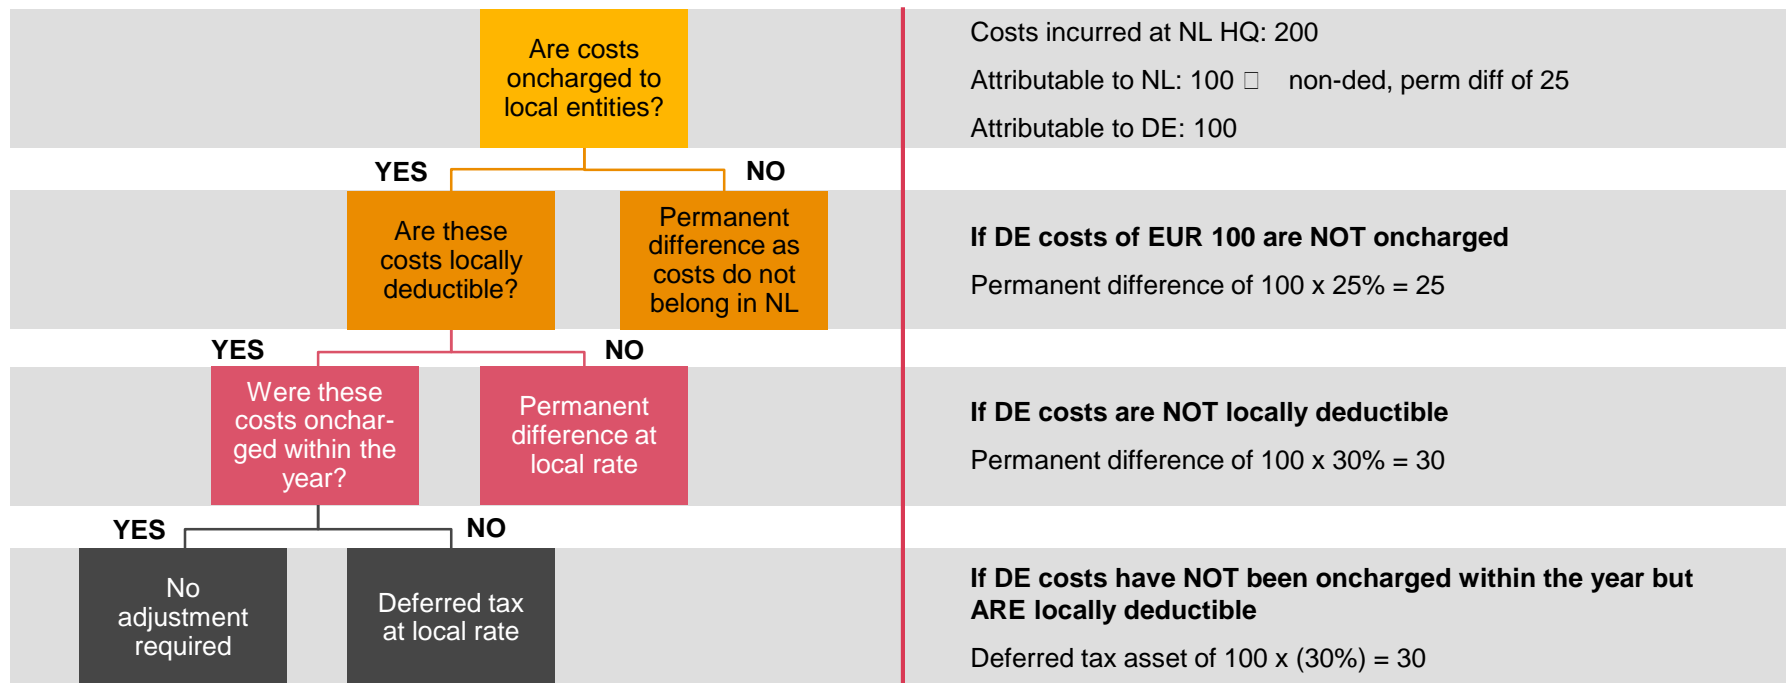 Are costs
oncharged to
local entities?
Costs incurred at NL HQ: 200
Attributable to NL: 100 □ non-ded, perm diff of 25
Attributable to DE: 100
YES
NO
Are these
costs locally
deductible?
Permanent
difference as
costs do not
belong in NL
If DE costs of EUR 100 are NOT oncharged
Permanent difference of 100 x 25% = 25
YES
NO
Were these
costs onchar-
ged within the
year?
Permanent
difference at
local rate
If DE costs are NOT locally deductible
Permanent difference of 100 x 30% = 30
YES
NO
No
adjustment
required
Deferred tax
at local rate
If DE costs have NOT been oncharged within the year but
ARE locally deductible
Deferred tax asset of 100 x (30%) = 30